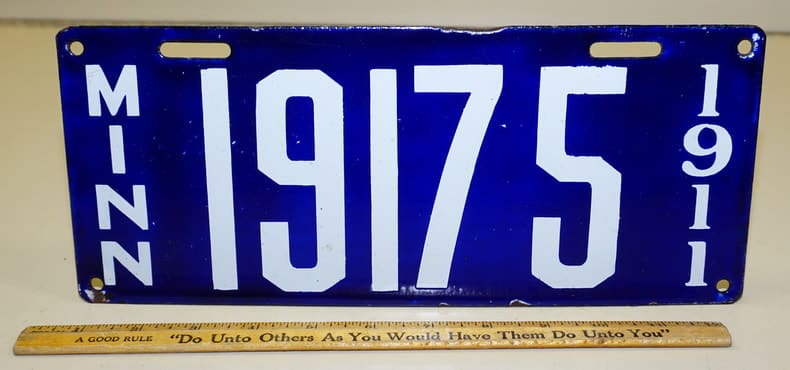 MINN
19175
1911
A GOOD RULE "Do Unto Others As You Would Have Them Do Unto You"